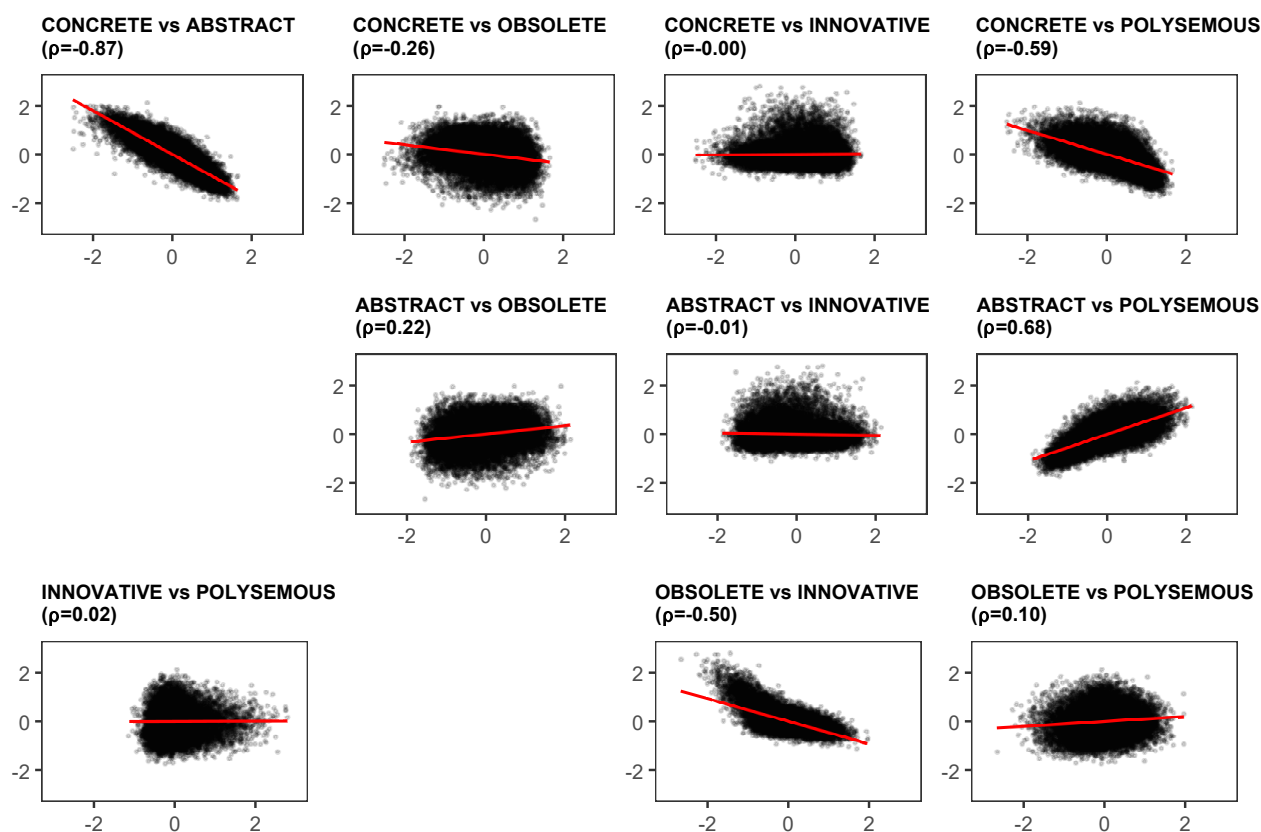 CONCRETE vs ABSTRACT
(ρ=-0.87)
2
0
-2
-2 0 2
CONCRETE vs OBSOLETE
(ρ=-0.26)
2
0
-2
-2 0 2
CONCRETE vs INNOVATIVE
(ρ=-0.00)
2
0
-2
-2 0 2
CONCRETE vs POLYSEMOUS
(ρ=-0.59)
2
0
-2
-2 0 2
ABSTRACT vs OBSOLETE
(ρ=0.22)
2
0
-2
-2 0 2
ABSTRACT vs INNOVATIVE
(ρ=-0.01)
2
0
-2
-2 0 2
ABSTRACT vs POLYSEMOUS
(ρ=0.68)
2
0
-2
-2 0 2
INNOVATIVE vs POLYSEMOUS
(ρ=0.02)
2
0
-2
-2 0 2
OBSOLETE vs INNOVATIVE
(ρ=-0.50)
2
0
-2
-2 0 2
OBSOLETE vs POLYSEMOUS
(ρ=0.10)
2
0
-2
-2 0 2